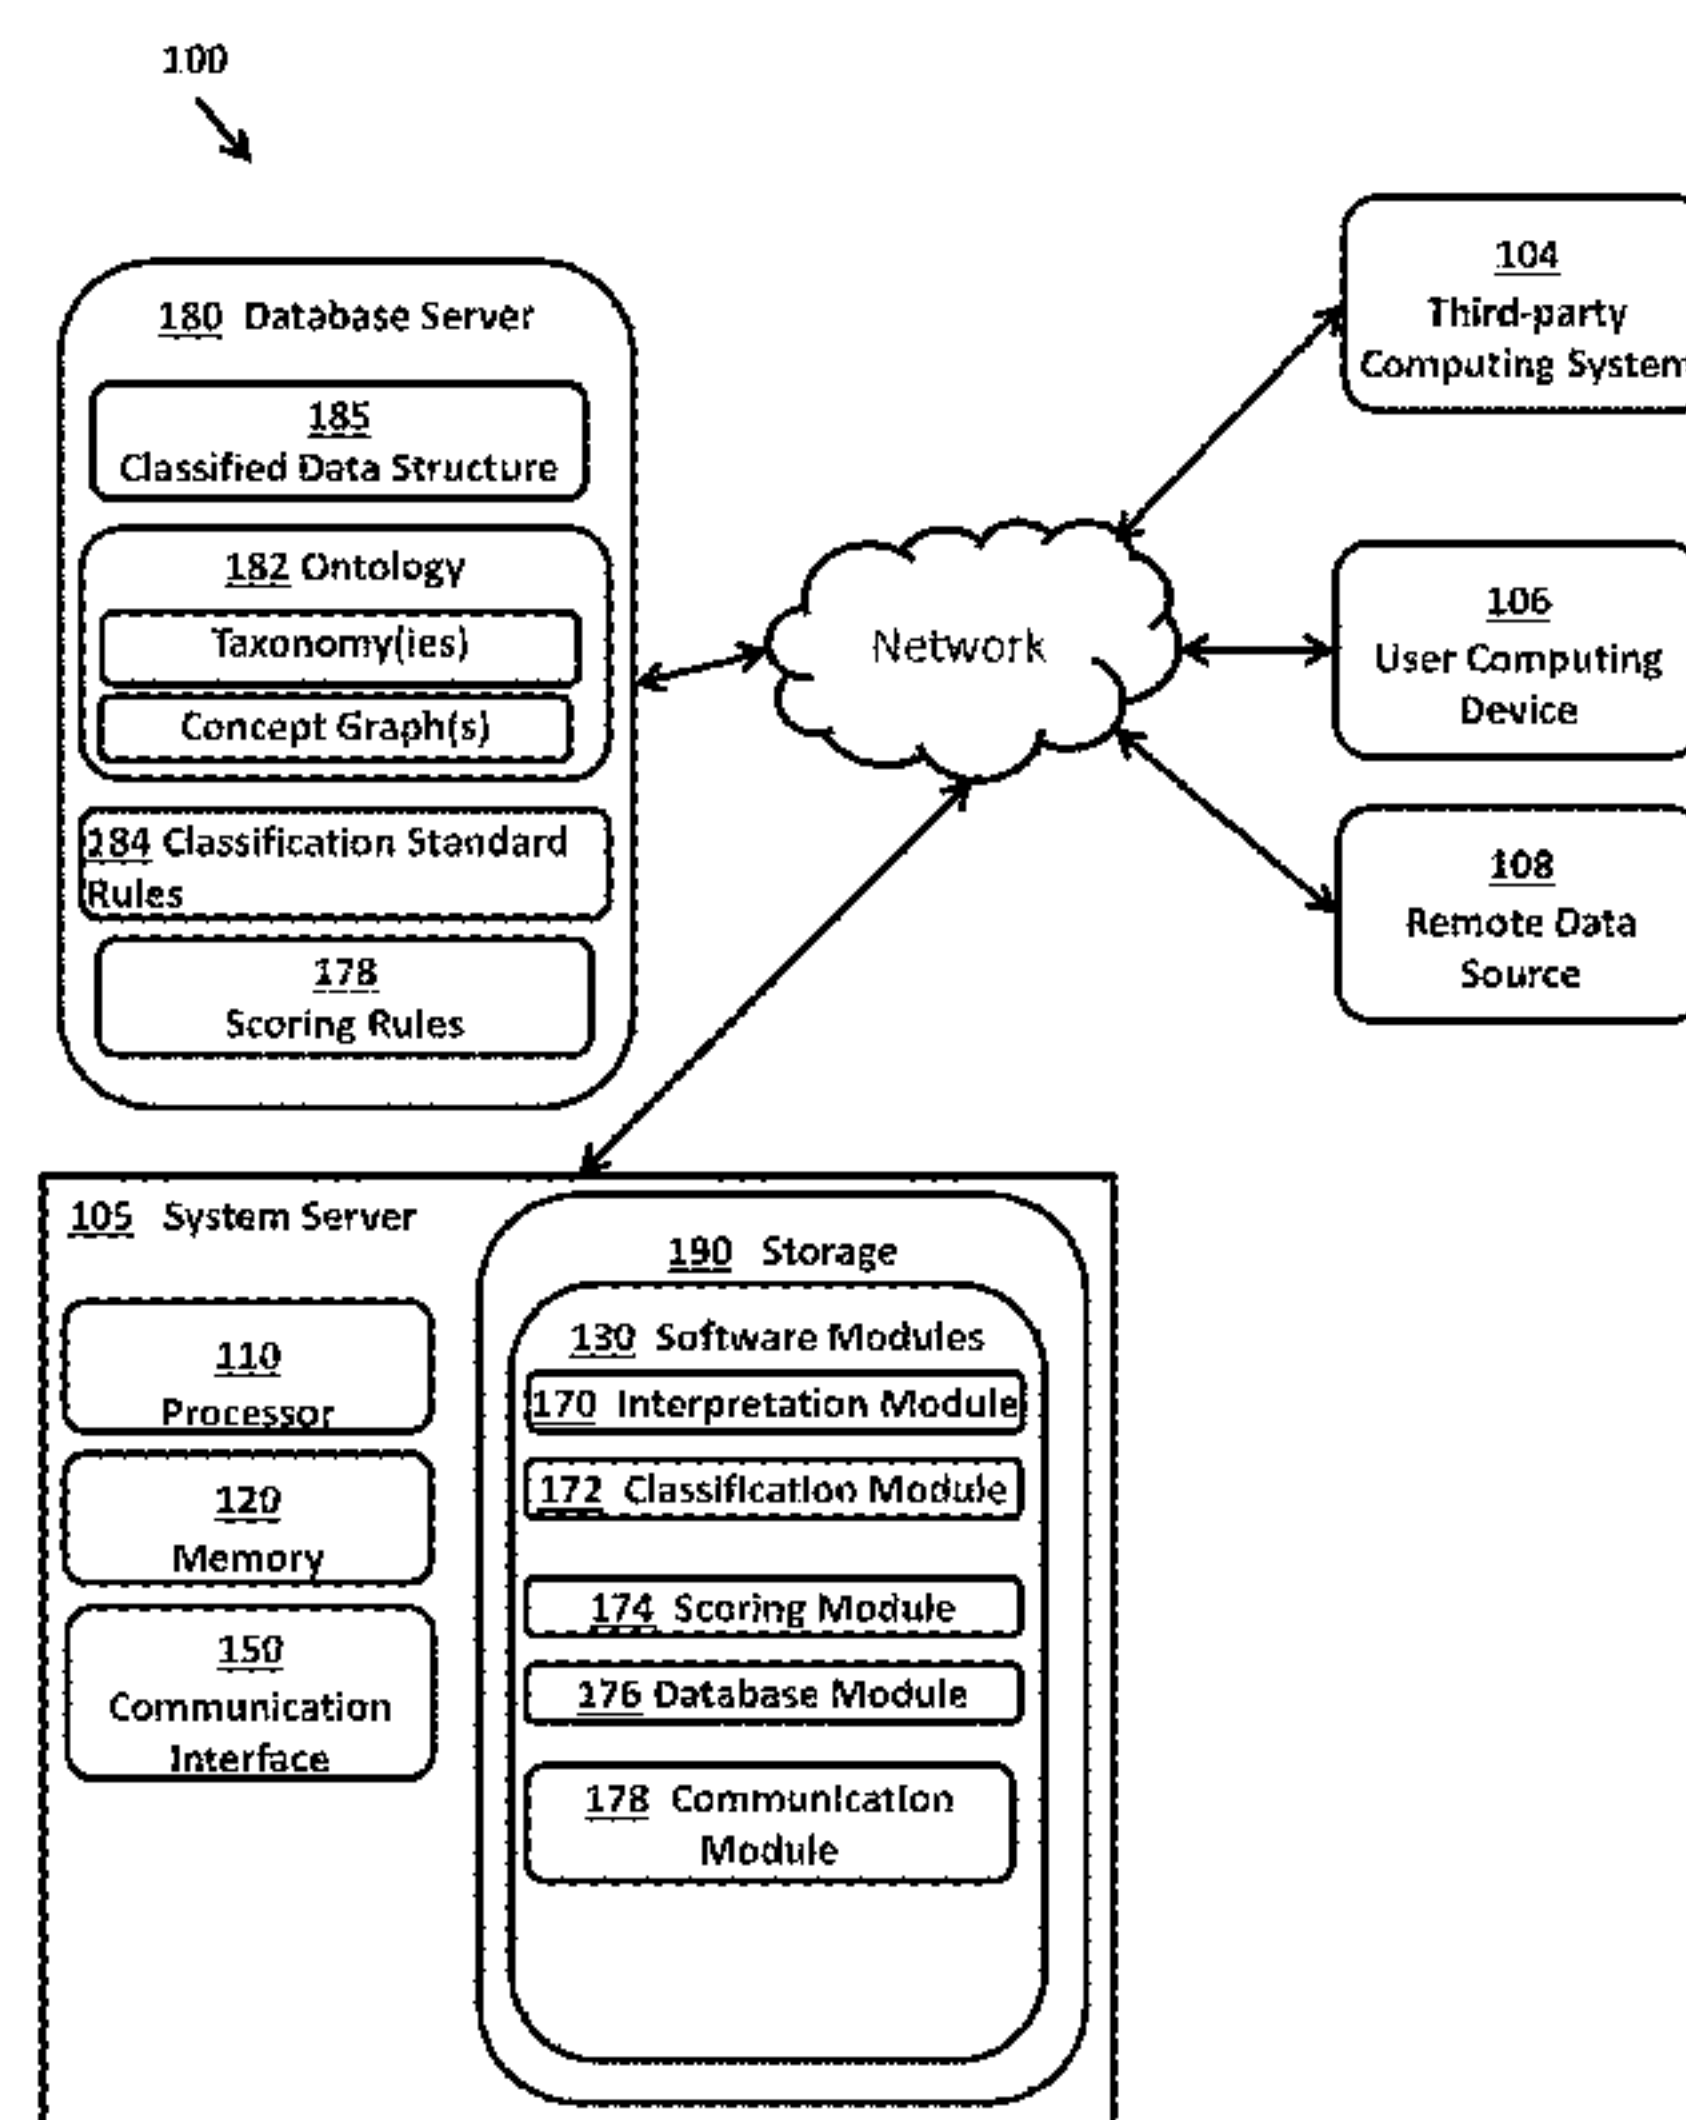 100
180 Database Server
185
Classified Data Structure
182 Ontology
Taxonomy(ies)
Concept Graph(s)
184 Classification Standard
Rules
178
Scoring Rules
Network
104
Third-party
Computing System
106
User Computing
Device
108
Remote Data
Source
105 System Server
110
Processor
120
Memory
150
Communication
Interface
190 Storage
130 Software Modules
170 Interpretation Module
172 Classification Module
174 Scoring Module
176 Database Module
178 Communication
Module